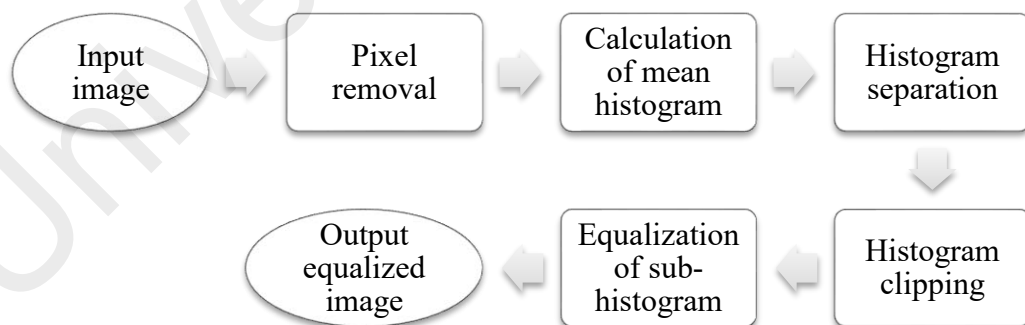 Input
image
Pixel
removal
Calculation
of mean
histogram
Histogram
separation
Histogram
clipping
Equalization
of sub-
histogram
Output
equalized
image
Unive